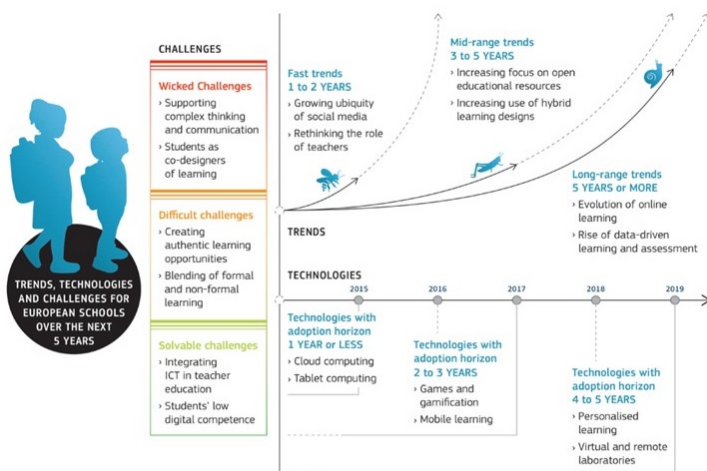 CHALLENGES
Wicked Challenges
› Supporting
complex thinking
and communication
› Students as
co-designers
of learning
Difficult challenges
› Creating
authentic learning
opportunities
› Blending of formal
and non-formal
learning
Solvable challenges
› Integrating
ICT in teacher
education
› Students' low
digital competence
TRENDS, TECHNOLOGIES
AND CHALLENGES FOR
EUROPEAN SCHOOLS
OVER THE NEXT
5 YEARS
Fast trends
1 to 2 YEARS
› Growing ubiquity
of social media
› Rethinking the role
of teachers
Mid-range trends
3 to 5 YEARS
› Increasing focus on open
educational resources
› Increasing use of hybrid
learning designs
Long-range trends
5 YEARS or MORE
› Evolution of online
learning
› Rise of data-driven
learning and assessment
TRENDS
TECHNOLOGIES
2015
2016
2017
2018
2019
Technologies with
adoption horizon
1 YEAR or LESS
› Cloud computing
› Tablet computing
Technologies with
adoption horizon
2 to 3 YEARS
› Games and
gamification
› Mobile learning
Technologies with
adoption horizon
4 to 5 YEARS
› Personalised
learning
› Virtual and remote
laboratories